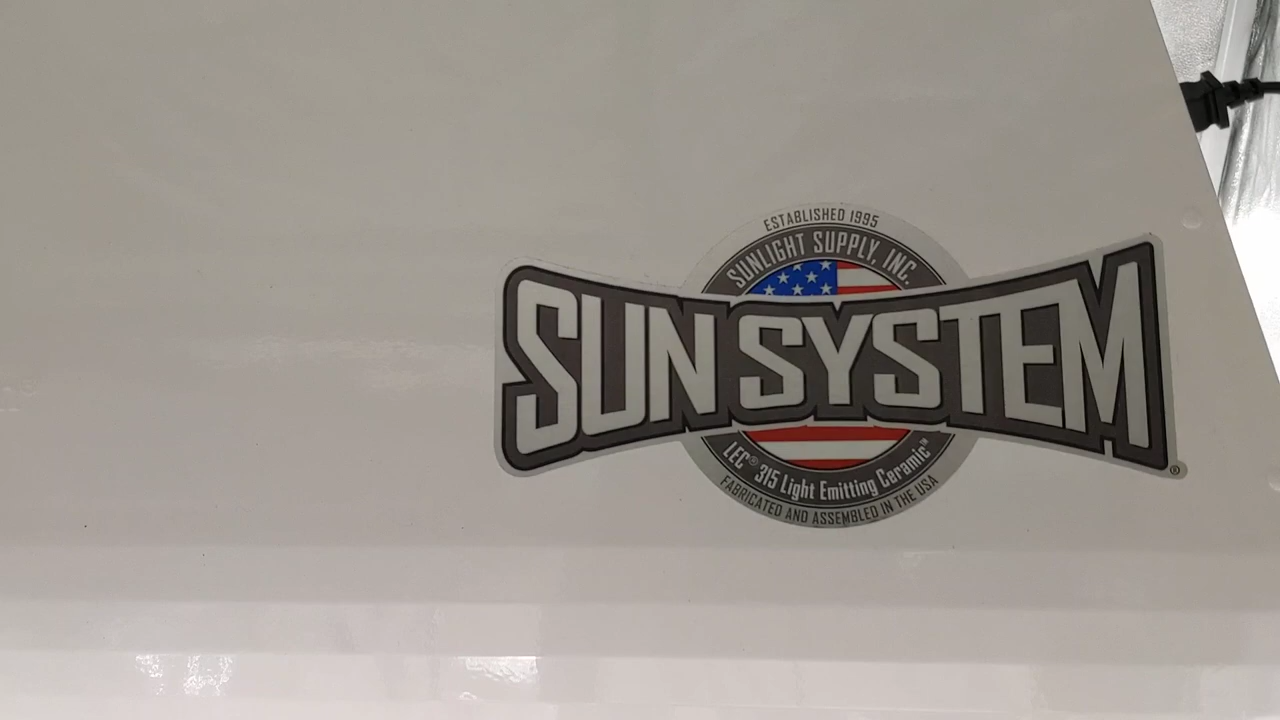 ESTABLISHED 1995
SUNLIGHT SUPPLY, INC.
SUN SYSTEM®
LEC® 315 Light Emitting Ceramic™
FABRICATED AND ASSEMBLED IN THE USA